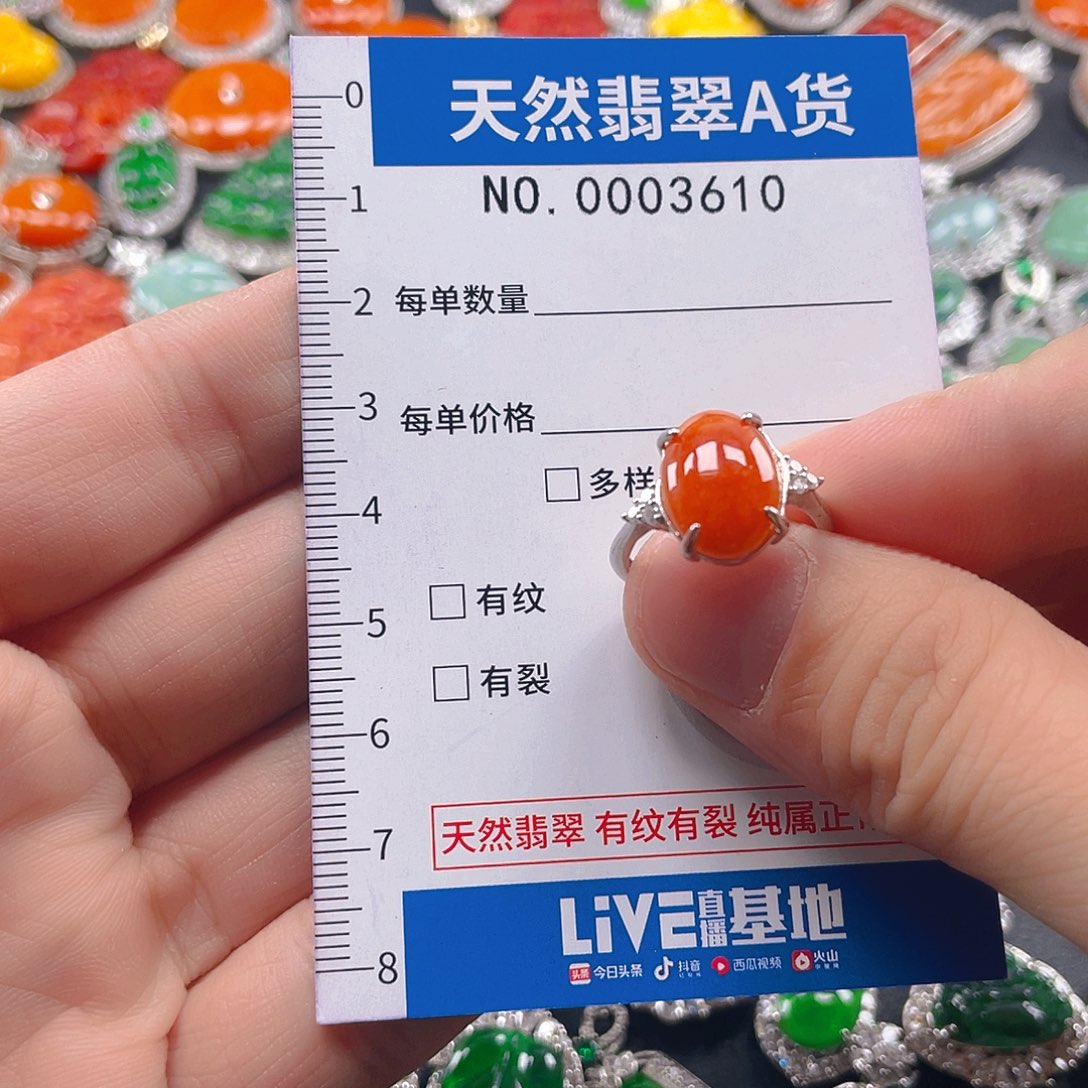 天然翡翠A货
NO. 0003610
0
1
2
3
4
5
6
7
8
每单数量
每单价格
多样
有纹
有裂
天然翡翠 有纹有裂 纯属正
LiVE直播基地
头条 今日头条 抖音 西瓜视频 火山